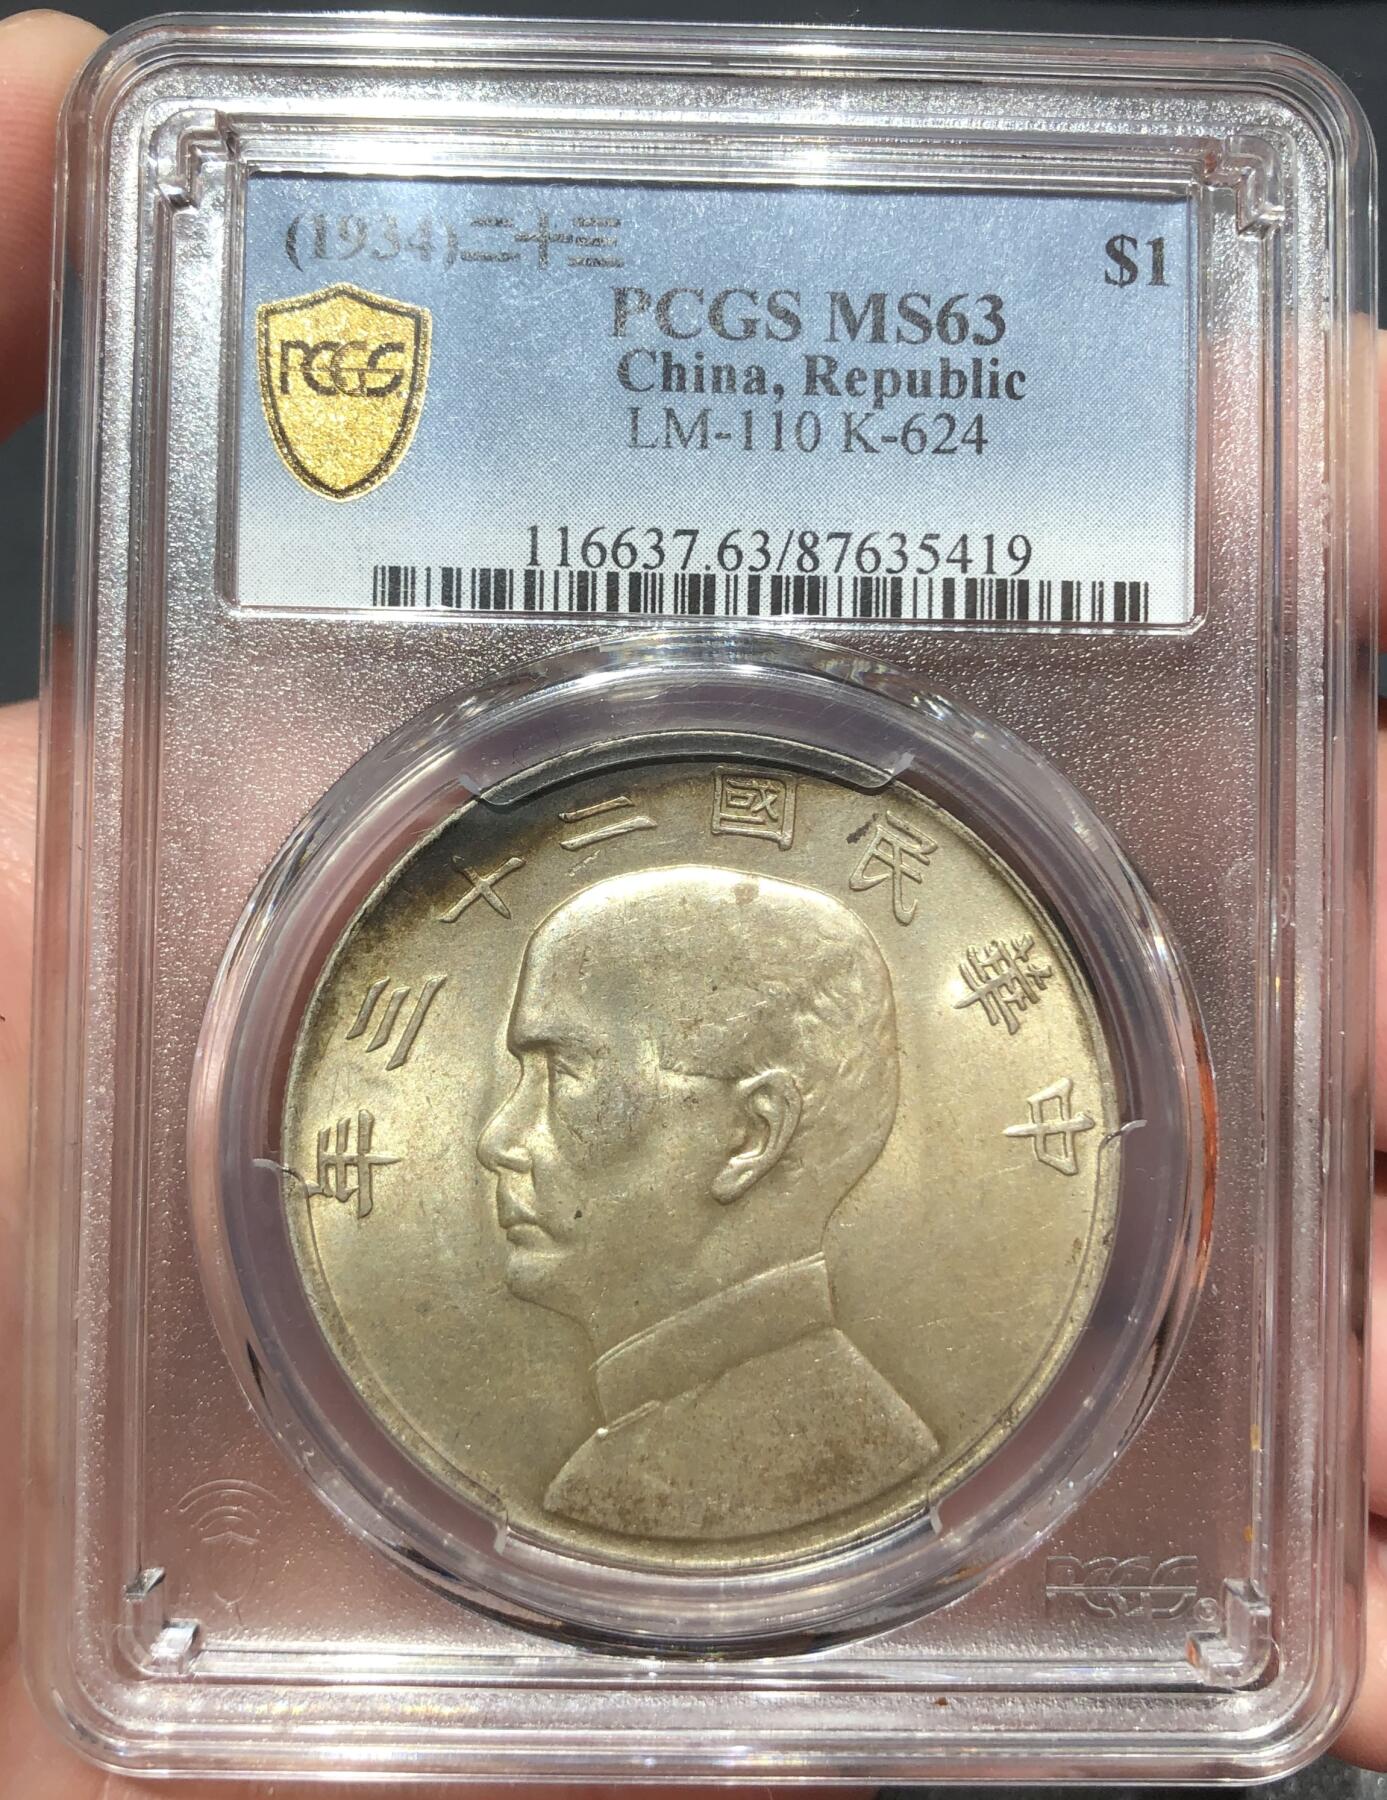 (1934)二十三
$1
PCGS MS63
China, Republic
LM-110 K-624
PCGS
116637.63/87635419
中華民國二十三年
PCGS